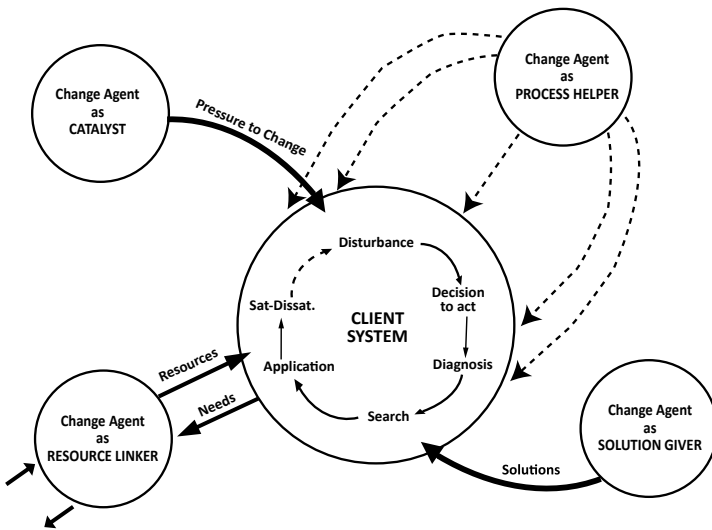 Change Agent
as
CATALYST
Pressure to Change
Change Agent
as
PROCESS HELPER
Disturbance
Decision
to act
Diagnosis
Search
Application
Sat-Dissat.
CLIENT
SYSTEM
Resources
Needs
Change Agent
as
RESOURCE LINKER
Solutions
Change Agent
as
SOLUTION GIVER